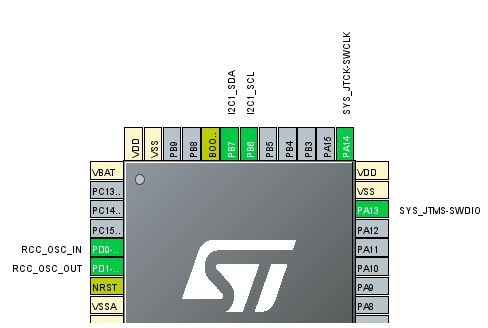 I2C1_SDA
I2C1_SCL
SYS_JTCK-SWCLK
VDD
VSS
PB9
PB8
BOO..
PB7
PB6
PB5
PB4
PB3
PA15
PA14
VBAT
PC13..
PC14..
PC15..
RCC_OSC_IN PD0-..
RCC_OSC_OUT PD1-..
NRST
VSSA
VDD
VSS
PA13 SYS_JTMS-SWDIO
PA12
PA11
PA10
PA9
PA8
ST